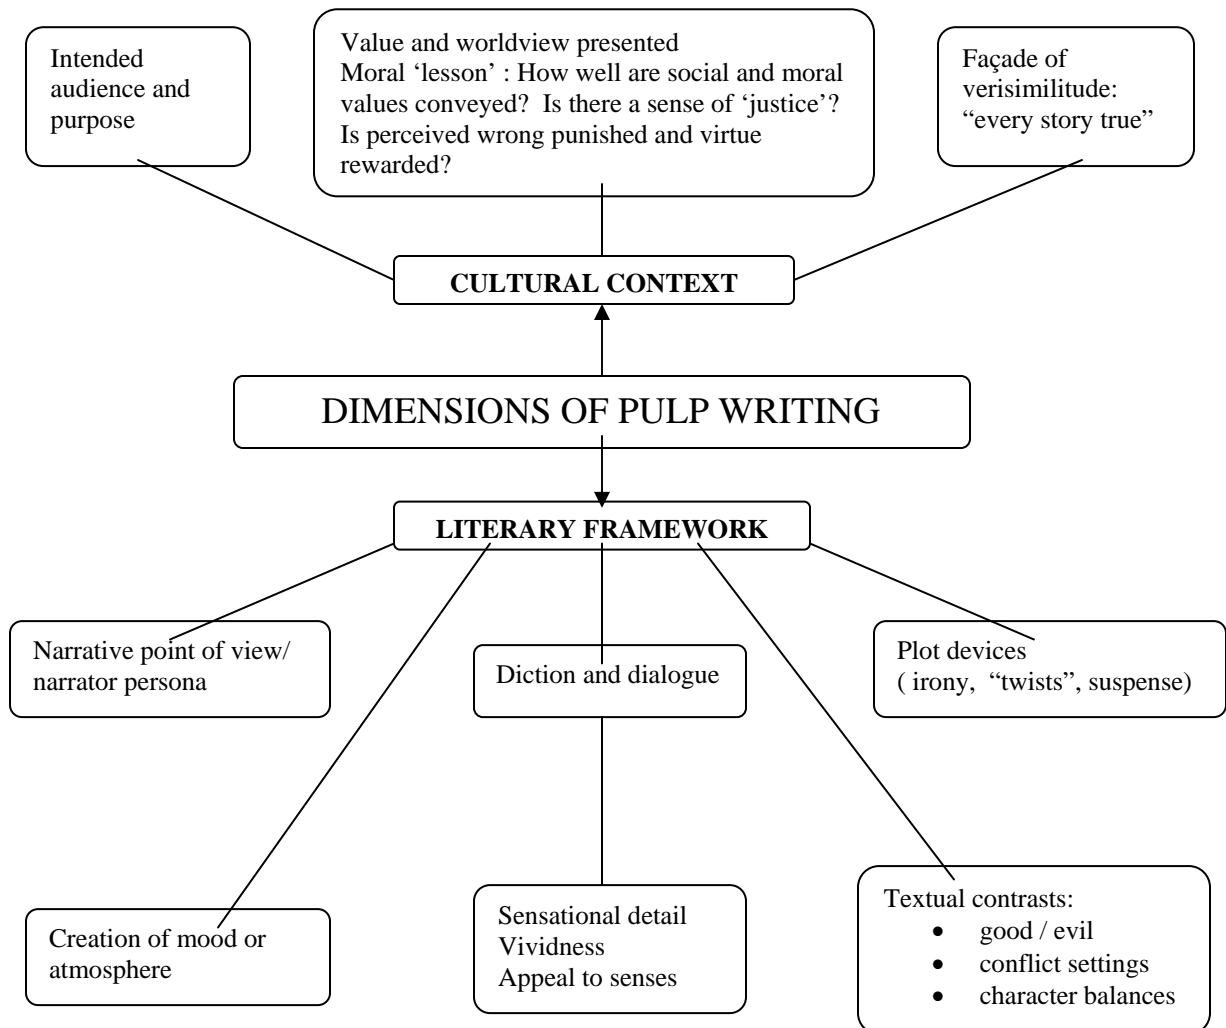 Intended
audience and
purpose
Value and worldview presented
Moral ‘lesson’ : How well are social and moral
values conveyed?  Is there a sense of ‘justice’?
Is perceived wrong punished and virtue
rewarded?
Façade of
verisimilitude:
“every story true”
CULTURAL CONTEXT
DIMENSIONS OF PULP WRITING
LITERARY FRAMEWORK
Narrative point of view/
narrator persona
Diction and dialogue
Plot devices
( irony,  “twists”, suspense)
Creation of mood or
atmosphere
Sensational detail
Vividness
Appeal to senses
Textual contrasts:
• good / evil
• conflict settings
• character balances